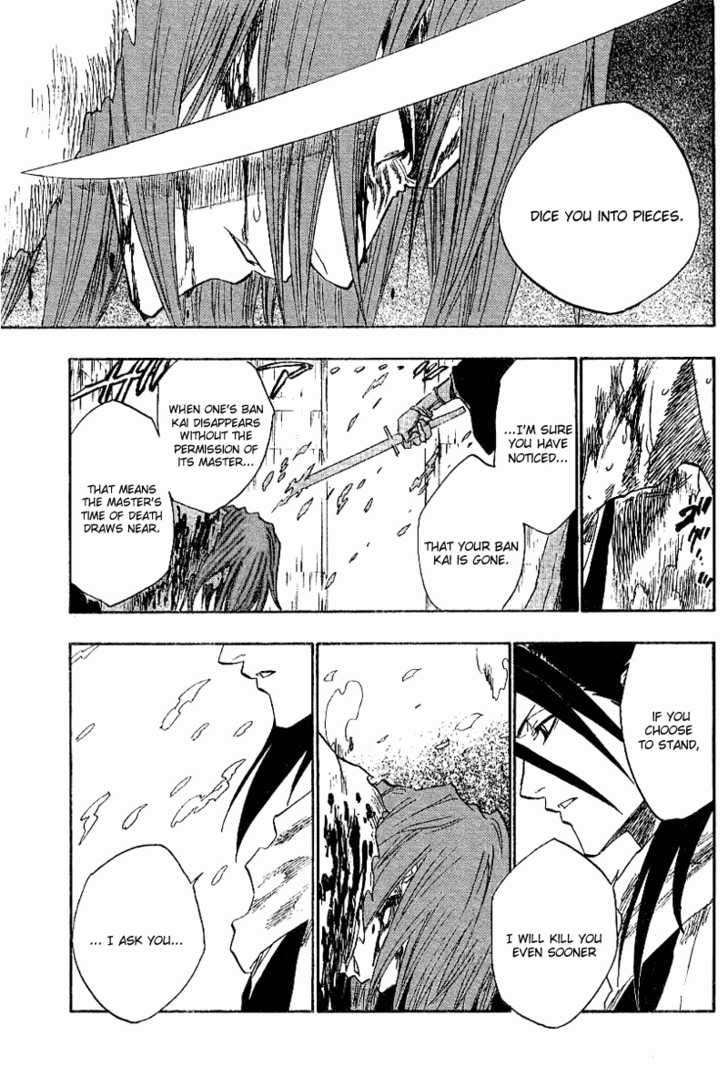 DICE YOU INTO PIECES.
...I'M SURE
YOU HAVE
NOTICED...
THAT YOUR BAN
KAI IS GONE.
WHEN ONE'S BAN
KAI DISAPPEARS
WITHOUT THE
PERMISSION OF
ITS MASTER...
THAT MEANS
THE MASTER'S
TIME OF DEATH
DRAWS NEAR.
IF YOU
CHOOSE
TO STAND,
I WILL KILL YOU
EVEN SOONER
... I ASK YOU...